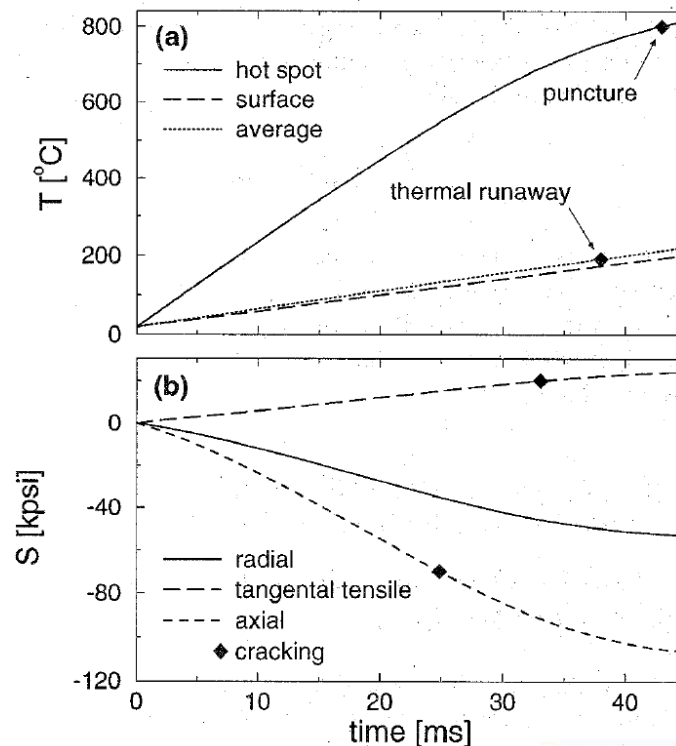 (a)
hot spot
surface
average
puncture
thermal runaway
T [°C]
800
600
400
200
0
(b)
radial
tangental tensile
axial
cracking
S [kpsi]
0
-40
-80
-120
0 10 20 30 40
time [ms]